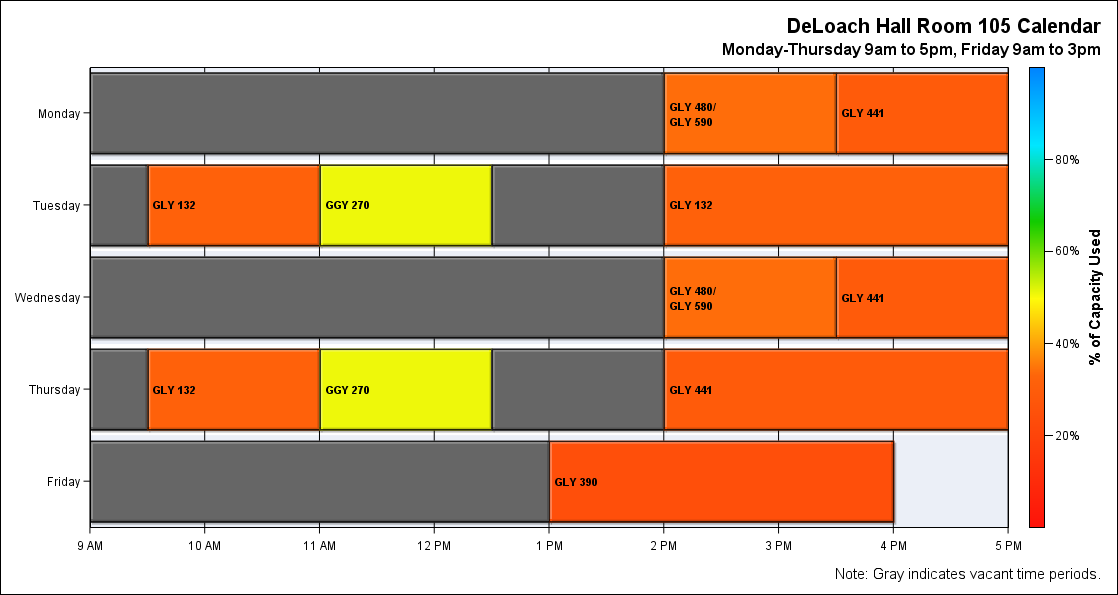 DeLoach Hall Room 105 Calendar
Monday-Thursday 9am to 5pm, Friday 9am to 3pm
Monday
GLY 480/
GLY 590
GLY 441
Tuesday
GLY 132
GGY 270
GLY 132
Wednesday
GLY 480/
GLY 590
GLY 441
Thursday
GLY 132
GGY 270
GLY 441
Friday
GLY 390
9 AM
10 AM
11 AM
12 PM
1 PM
2 PM
3 PM
4 PM
5 PM
80%
60%
40%
20%
% of Capacity Used
Note: Gray indicates vacant time periods.